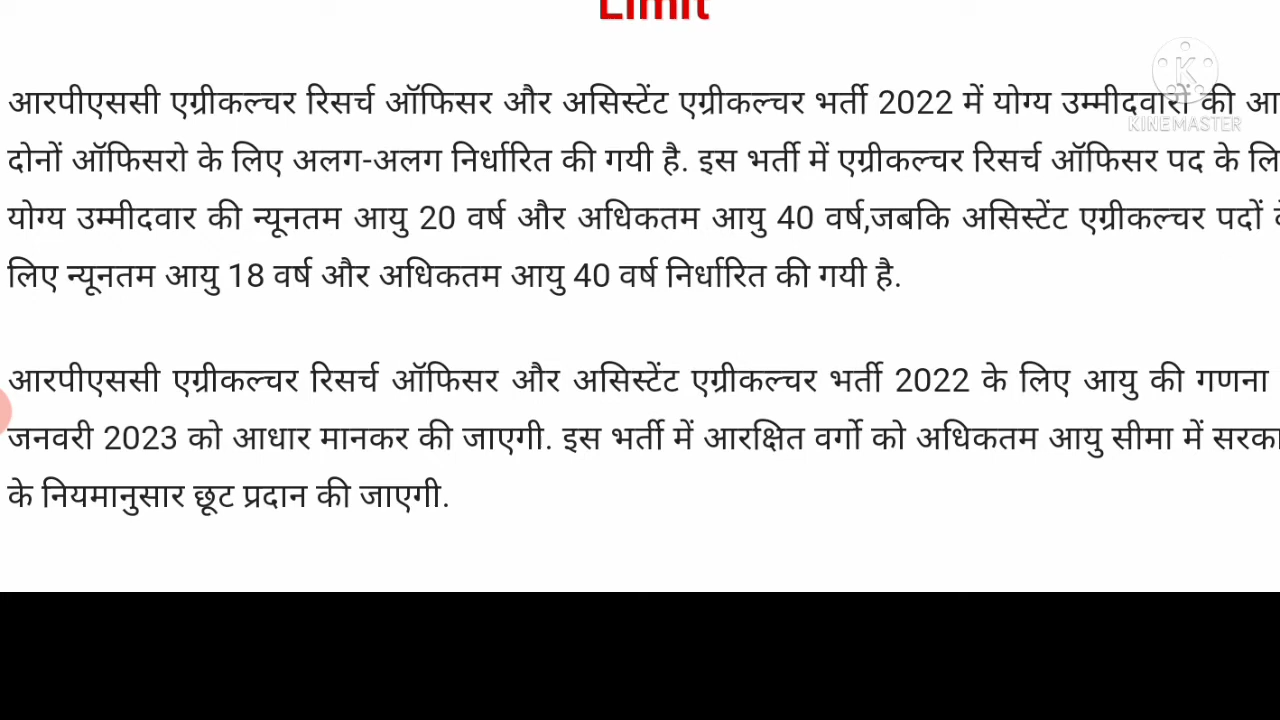 Limit
आरपीएससी एग्रीकल्चर रिसर्च ऑफिसर और असिस्टेंट एग्रीकल्चर भर्ती 2022 में योग्य उम्मीदवारों की
दोनों ऑफिसरो के लिए अलग-अलग निर्धारित की गयी है. इस भर्ती में एग्रीकल्चर रिसर्च ऑफिसर पद के
योग्य उम्मीदवार की न्यूनतम आयु 20 वर्ष और अधिकतम आयु 40 वर्ष,जबकि असिस्टेंट एग्रीकल्चर पदों
लिए न्यूनतम आयु 18 वर्ष और अधिकतम आयु 40 वर्ष निर्धारित की गयी है.
आरपीएससी एग्रीकल्चर रिसर्च ऑफिसर और असिस्टेंट एग्रीकल्चर भर्ती 2022 के लिए आयु की गणना
जनवरी 2023 को आधार मानकर की जाएगी. इस भर्ती में आरक्षित वर्गो को अधिकतम आयु सीमा में
के नियमानुसार छूट प्रदान की जाएगी.
K
KINEMASTER